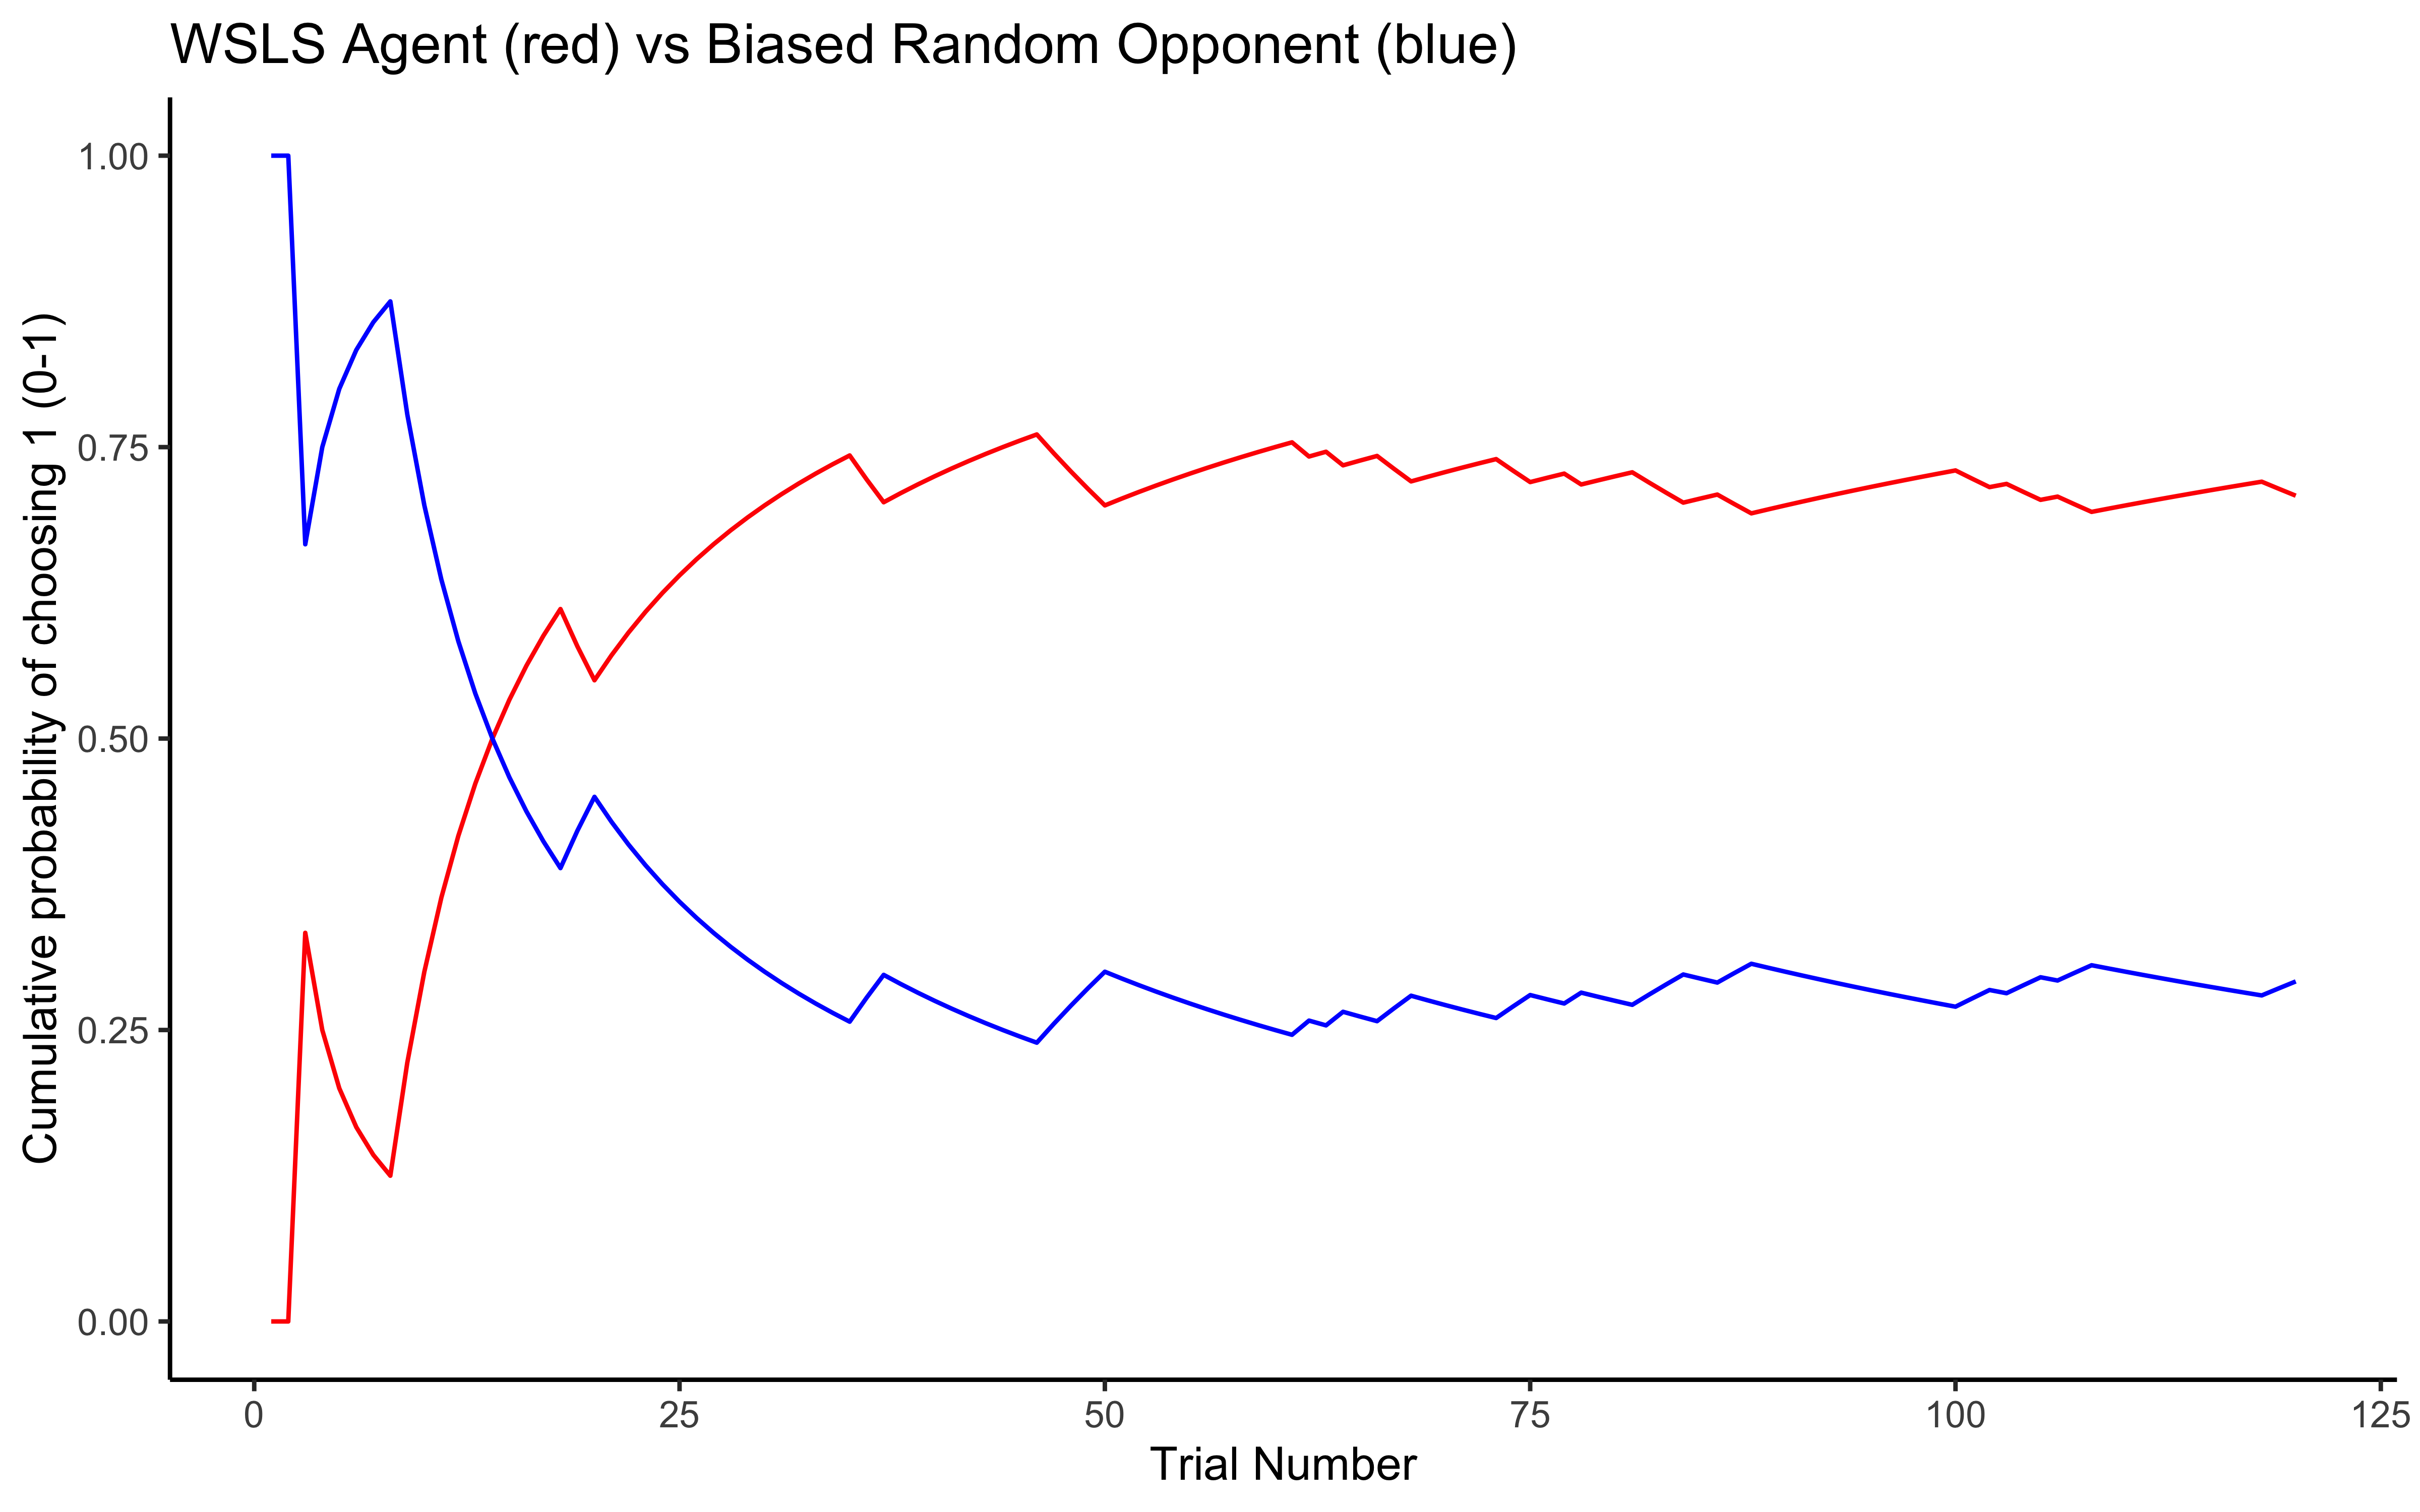 WSLS Agent (red) vs Biased Random Opponent (blue)
Cumulative probability of choosing 1 (0-1)
1.00
0.75
0.50
0.25
0.00
0 25 50 75 100 125
Trial Number